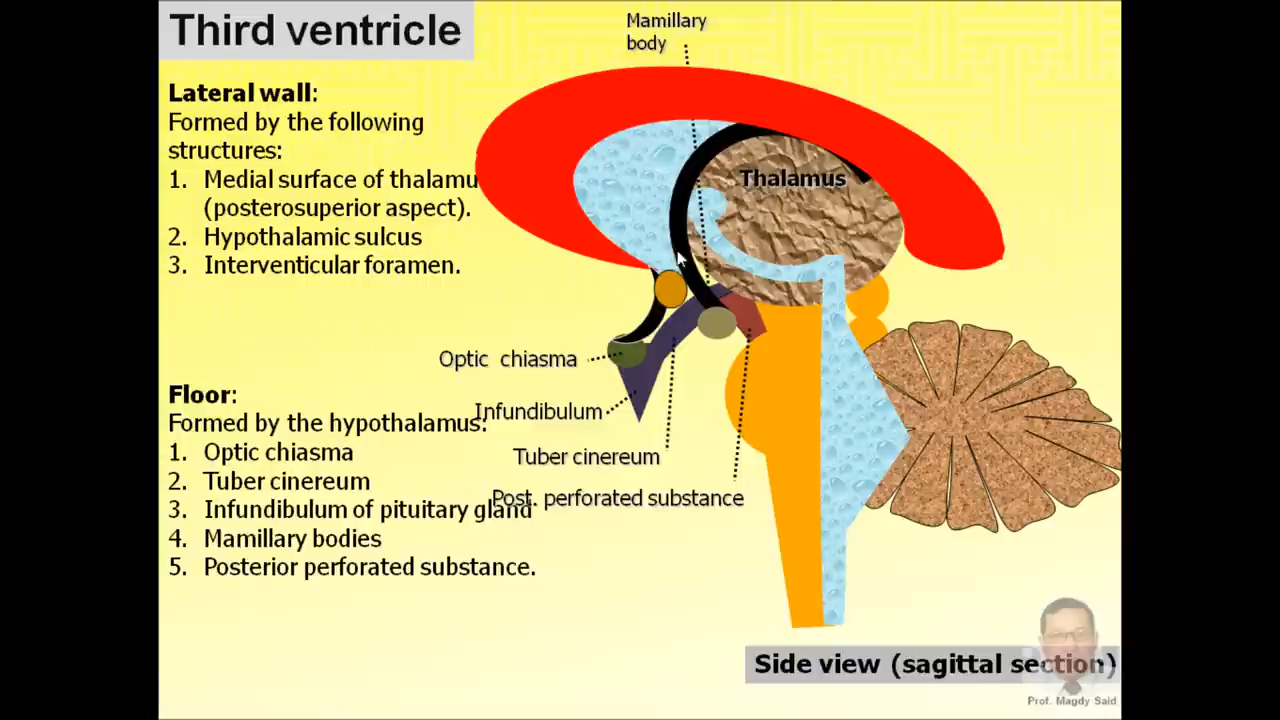 Third ventricle
Lateral wall:
Formed by the following
structures:
1. Medial surface of thalamu
(posterosuperior aspect).
2. Hypothalamic sulcus
3. Interventicular foramen.
Floor:
Formed by the hypothalamus:
1. Optic chiasma
2. Tuber cinereum
3. Infundibulum of pituitary gland
4. Mamillary bodies
5. Posterior perforated substance.
Mamillary
body
Thalamus
Optic chiasma
Infundibulum
Tuber cinereum
Post. perforated substance
Side view (sagittal section)
Prof. Magdy Said